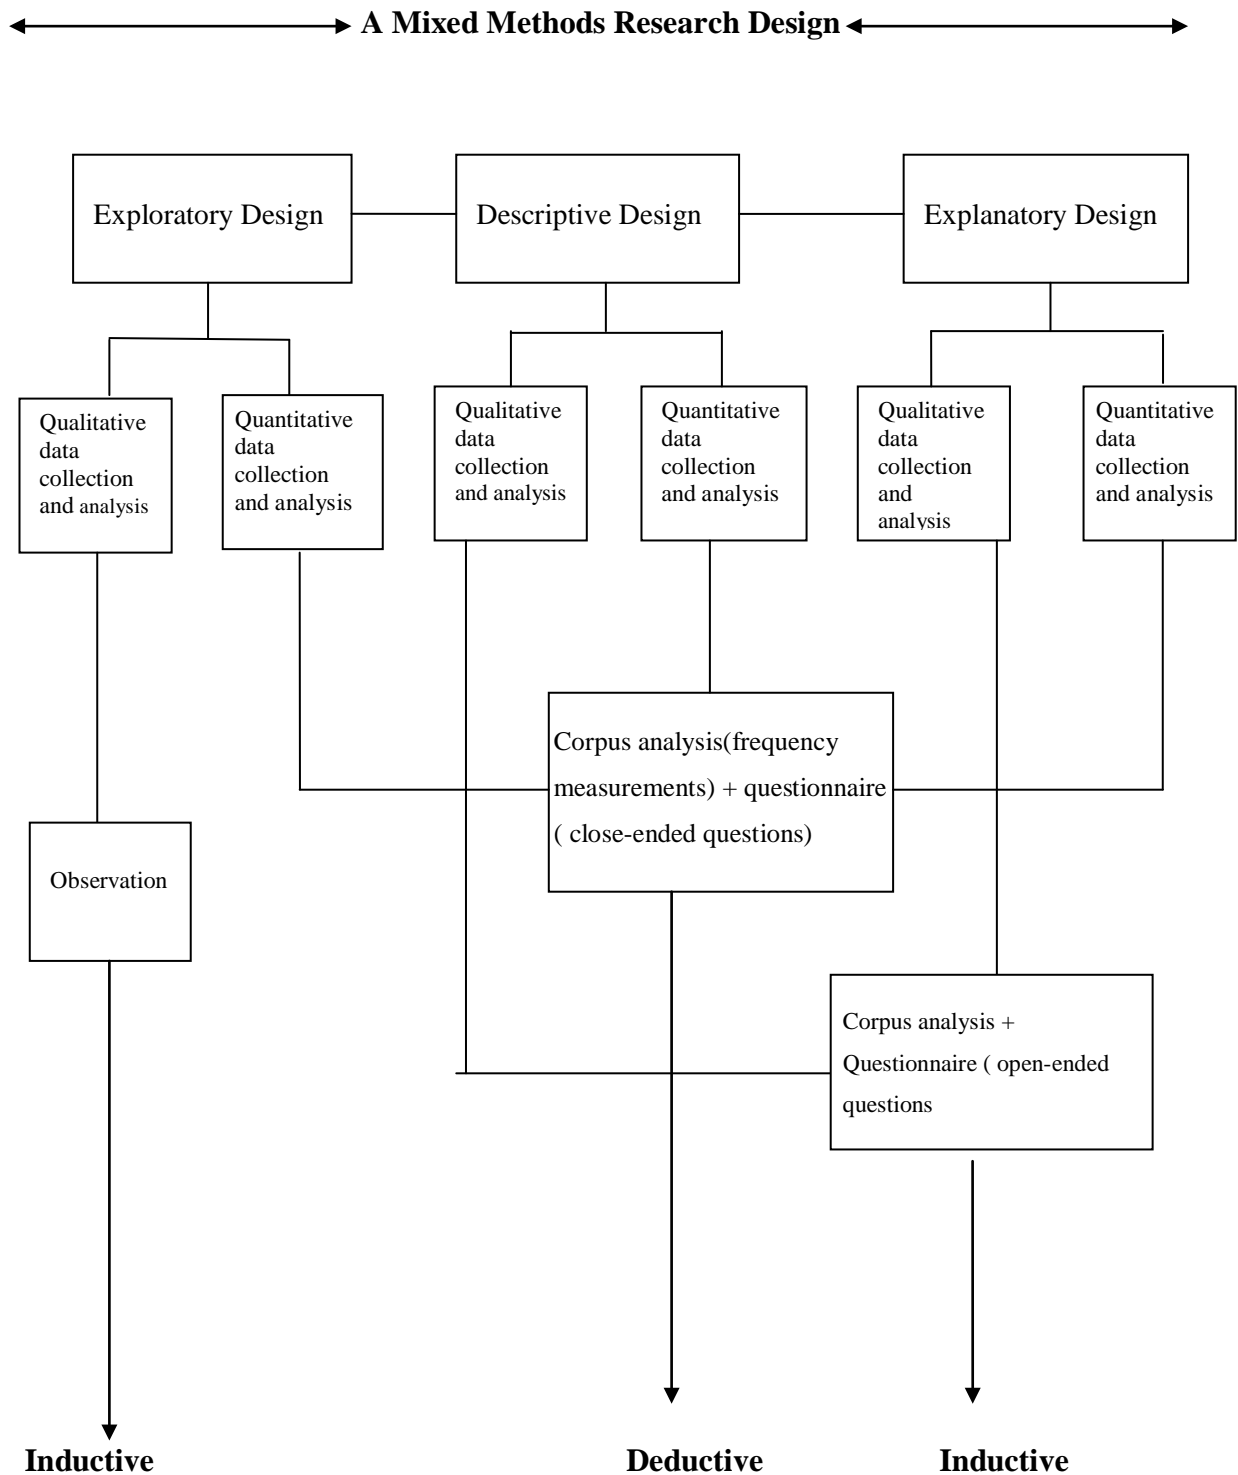 A Mixed Methods Research Design
Exploratory Design
Descriptive Design
Explanatory Design
Qualitative
data
collection
and analysis
Quantitative
data
collection
and analysis
Qualitative
data
collection
and analysis
Quantitative
data
collection
and analysis
Qualitative
data
collection
and
analysis
Quantitative
data
collection
and analysis
Corpus analysis(frequency
measurements) + questionnaire
( close-ended questions)
Observation
Corpus analysis +
Questionnaire ( open-ended
questions
Inductive
Deductive
Inductive